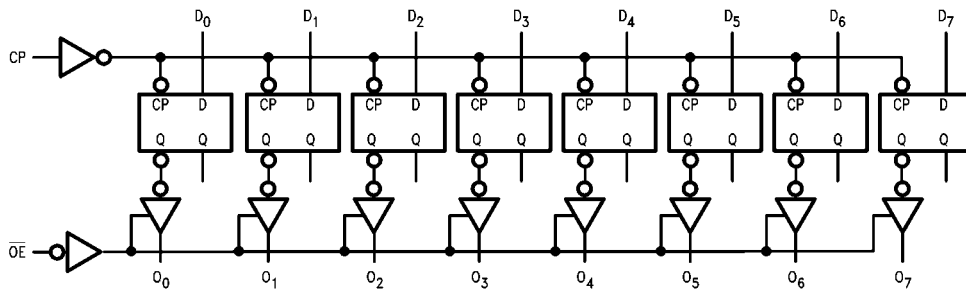 D0 D1 D2 D3 D4 D5 D6 D7
CP
CP D CP D CP D CP D CP D CP D CP D CP D
Q Q Q Q Q Q Q Q Q Q Q Q Q Q Q Q
O̅E̅
O0 O1 O2 O3 O4 O5 O6 O7